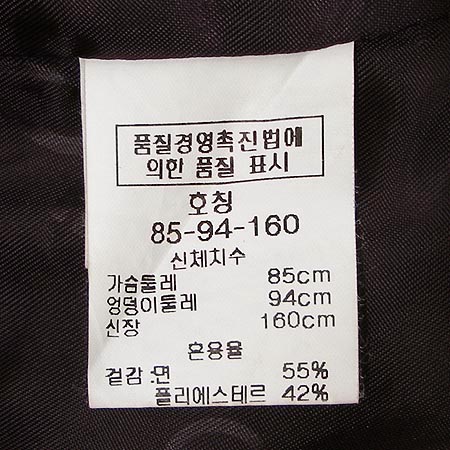 품질경영촉진법에
의한 품질 표시
호칭
85-94-160
신체치수
가슴둘레 85cm
엉덩이둘레 94cm
신장 160cm
혼용율
겉감:면 55%
폴리에스테르 42%